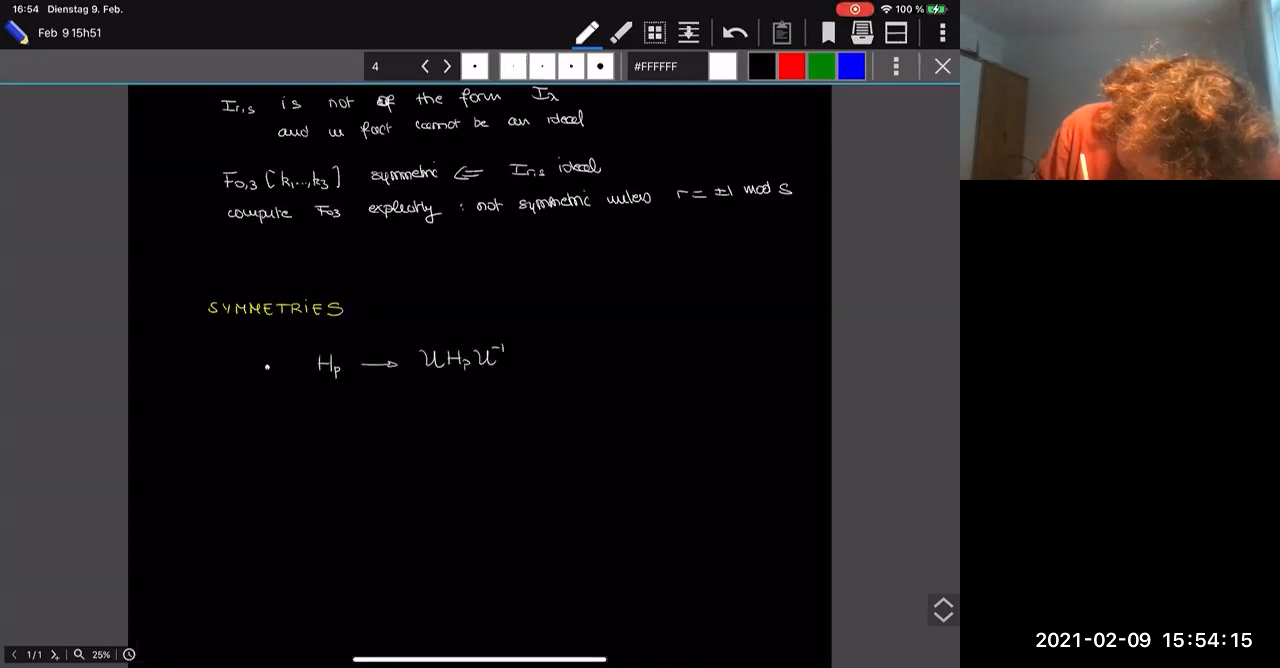 16:54 Dienstag 9. Feb.
100 %
Feb 9 15h51
4
#FFFFFF
I_{r,s} is not of the form I_λ
and in fact cannot be an ideal
F_{0,3} [k_1,...,k_3] symmetric ⇐ I_{r,s} ideal
compute F_{03} explicitly : not symmetric unless r = ±1 mod s
SYMMETRIES
• H_p → U H_p U^{-1}
1/1
25%
2021-02-09 15:54:15